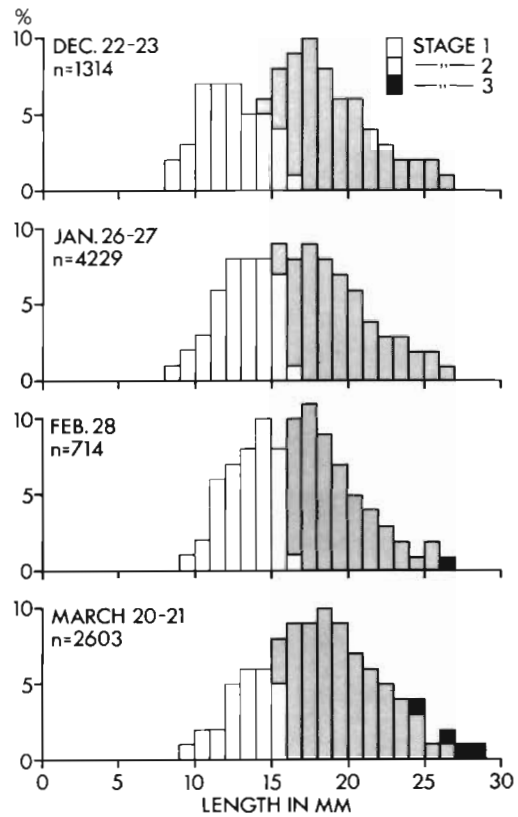 %
10
5
0
DEC. 22-23
n=1314
STAGE 1
—"— 2
—"— 3
10
5
0
JAN. 26-27
n=4229
10
5
0
FEB. 28
n=714
10
5
0
MARCH 20-21
n=2603
0 5 10 15 20 25 30
LENGTH IN MM